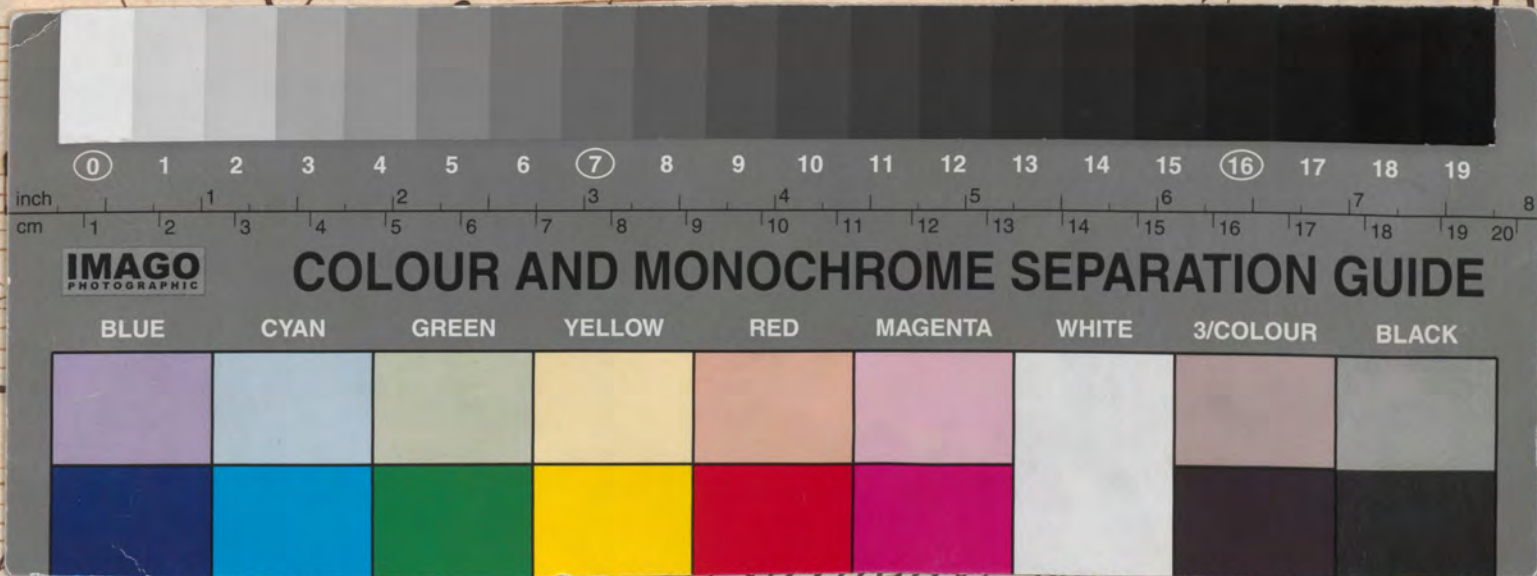 0 1 2 3 4 5 6 7 8 9 10 11 12 13 14 15 16 17 18 19
inch 1 2 3 4 5 6 7 8
cm 1 2 3 4 5 6 7 8 9 10 11 12 13 14 15 16 17 18 19 20
IMAGO
PHOTOGRAPHIC
COLOUR AND MONOCHROME SEPARATION GUIDE
BLUE CYAN GREEN YELLOW RED MAGENTA WHITE 3/COLOUR BLACK